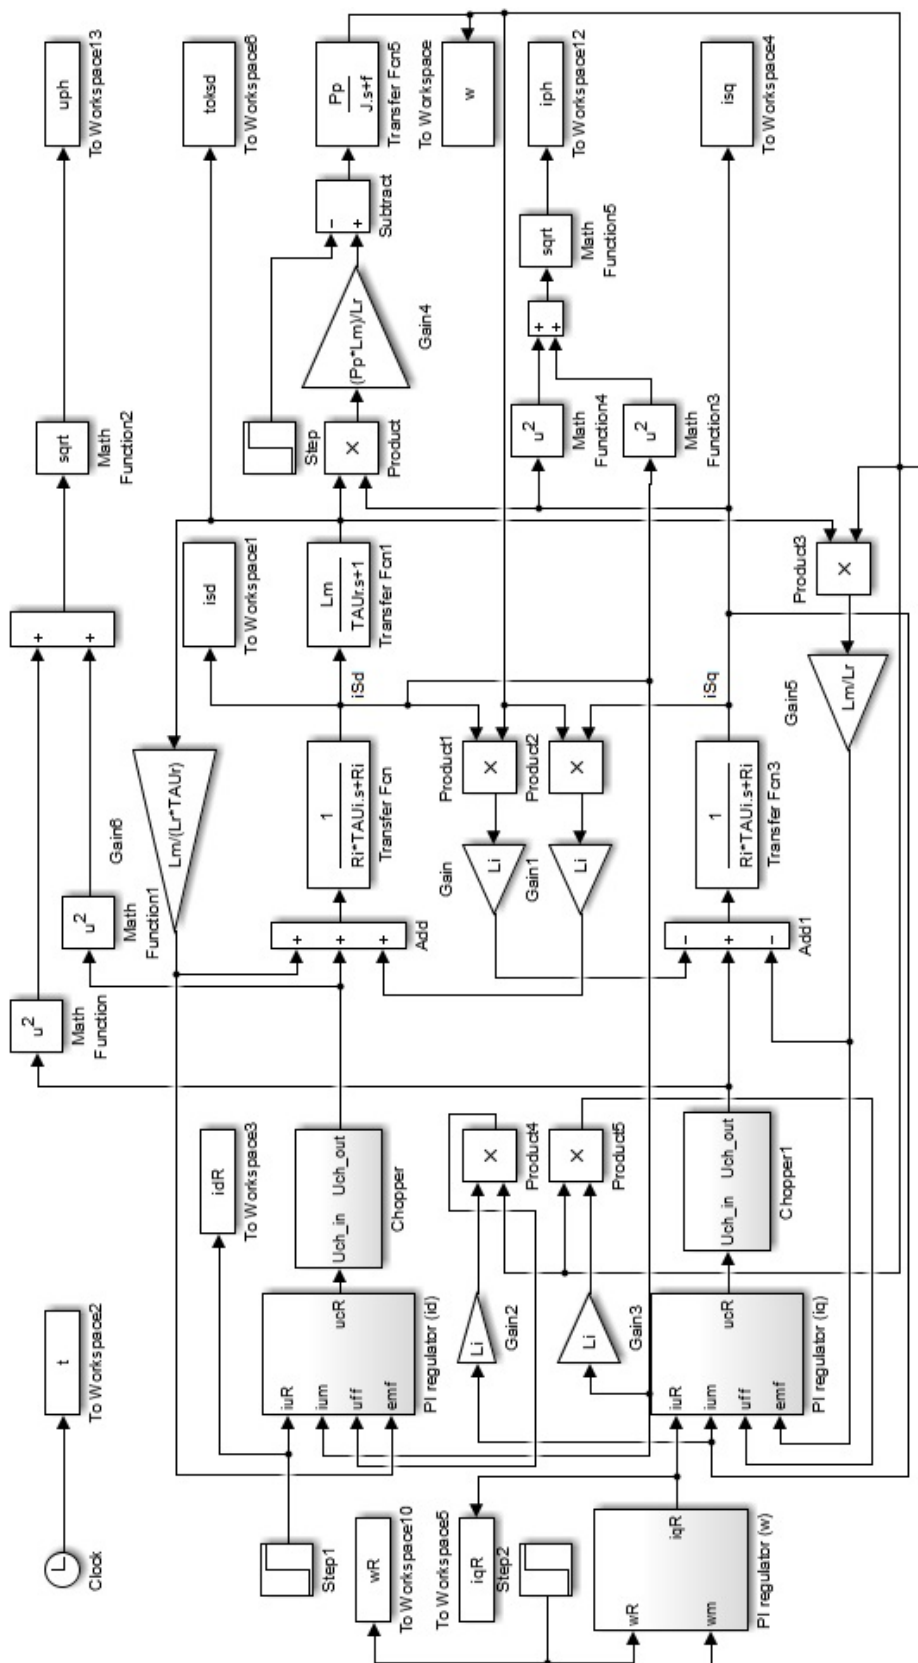 Clock
t
To Workspace2
u²
Math
Function
u²
Math
Function1
+
+
sqrt
Math
Function2
uph
To Workspace13
Lm/(Lr*TAUr)
Gain6
isd
To Workspace1
toksd
To Workspace6
idR
To Workspace3
Step1
iuR
ium
uff
emf
ucR
PI regulator (id)
Uch_in
Uch_out
Chopper
+
+
+
Add
1
Ri*TAUi.s+Ri
Transfer Fcn
iSd
Lm
TAUr.s+1
Transfer Fcn1
Step
×
Product
(Pp*Lm)/Lr
Gain4
−
+
Subtract
Pp
J.s+f
Transfer Fcn5
To Workspace
w
wR
To Workspace10
To Workspace5
iqR
Step2
Li
Gain2
×
Product4
Li
Gain3
×
Product5
Gain
Li
Product1
×
Gain1
Li
Product2
×
u²
Math
Function4
u²
Math
Function3
+
+
sqrt
Math
Function5
iph
To Workspace12
wR
wm
iqR
PI regulator (w)
iuR
ium
uff
emf
ucR
PI regulator (iq)
Uch_in
Uch_out
Chopper1
−
+
−
Add1
1
Ri*TAUi.s+Ri
Transfer Fcn3
iSq
isq
To Workspace4
Gain5
Lm/Lr
Product3
×